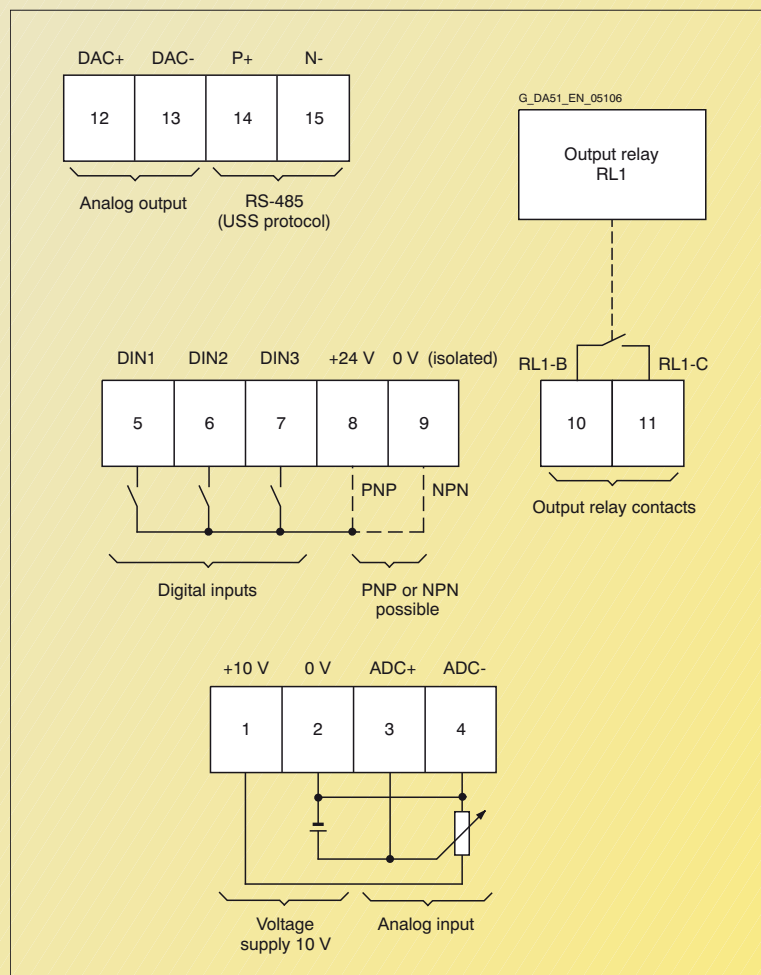 DAC+ DAC- P+ N-
12 13 14 15
Analog output
RS-485
(USS protocol)
G_DA51_EN_05106
Output relay
RL1
RL1-B RL1-C
10 11
Output relay contacts
DIN1 DIN2 DIN3 +24 V 0 V (isolated)
5 6 7 8 9
PNP NPN
Digital inputs
PNP or NPN
possible
+10 V 0 V ADC+ ADC-
1 2 3 4
Voltage
supply 10 V
Analog input